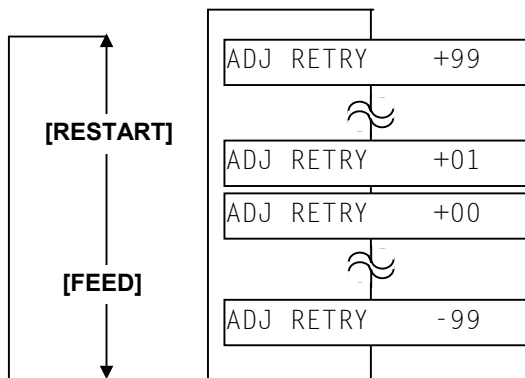 ADJ RETRY +99
[RESTART]
ADJ RETRY +01
ADJ RETRY +00
[FEED]
ADJ RETRY -99